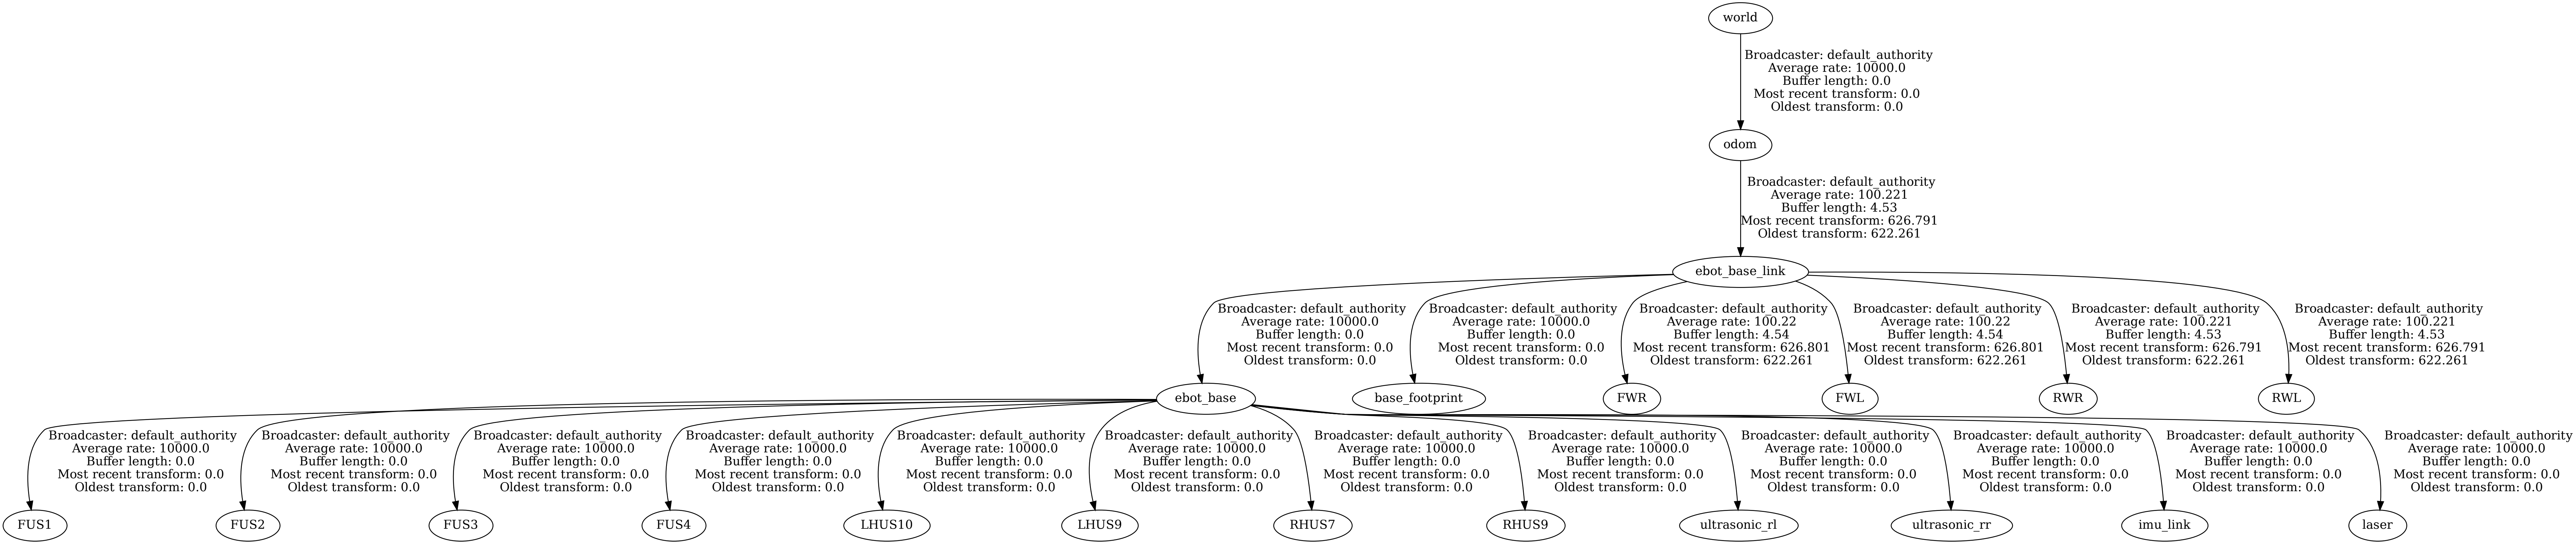 world
Broadcaster: default_authority
Average rate: 10000.0
Buffer length: 0.0
Most recent transform: 0.0
Oldest transform: 0.0
odom
Broadcaster: default_authority
Average rate: 100.221
Buffer length: 4.53
Most recent transform: 626.791
Oldest transform: 622.261
ebot_base_link
Broadcaster: default_authority
Average rate: 10000.0
Buffer length: 0.0
Most recent transform: 0.0
Oldest transform: 0.0
Broadcaster: default_authority
Average rate: 10000.0
Buffer length: 0.0
Most recent transform: 0.0
Oldest transform: 0.0
Broadcaster: default_authority
Average rate: 100.22
Buffer length: 4.54
Most recent transform: 626.801
Oldest transform: 622.261
Broadcaster: default_authority
Average rate: 100.22
Buffer length: 4.54
Most recent transform: 626.801
Oldest transform: 622.261
Broadcaster: default_authority
Average rate: 100.221
Buffer length: 4.53
Most recent transform: 626.791
Oldest transform: 622.261
Broadcaster: default_authority
Average rate: 100.221
Buffer length: 4.53
Most recent transform: 626.791
Oldest transform: 622.261
ebot_base
base_footprint
FWR
FWL
RWR
RWL
Broadcaster: default_authority
Average rate: 10000.0
Buffer length: 0.0
Most recent transform: 0.0
Oldest transform: 0.0
Broadcaster: default_authority
Average rate: 10000.0
Buffer length: 0.0
Most recent transform: 0.0
Oldest transform: 0.0
Broadcaster: default_authority
Average rate: 10000.0
Buffer length: 0.0
Most recent transform: 0.0
Oldest transform: 0.0
Broadcaster: default_authority
Average rate: 10000.0
Buffer length: 0.0
Most recent transform: 0.0
Oldest transform: 0.0
Broadcaster: default_authority
Average rate: 10000.0
Buffer length: 0.0
Most recent transform: 0.0
Oldest transform: 0.0
Broadcaster: default_authority
Average rate: 10000.0
Buffer length: 0.0
Most recent transform: 0.0
Oldest transform: 0.0
Broadcaster: default_authority
Average rate: 10000.0
Buffer length: 0.0
Most recent transform: 0.0
Oldest transform: 0.0
Broadcaster: default_authority
Average rate: 10000.0
Buffer length: 0.0
Most recent transform: 0.0
Oldest transform: 0.0
Broadcaster: default_authority
Average rate: 10000.0
Buffer length: 0.0
Most recent transform: 0.0
Oldest transform: 0.0
Broadcaster: default_authority
Average rate: 10000.0
Buffer length: 0.0
Most recent transform: 0.0
Oldest transform: 0.0
Broadcaster: default_authority
Average rate: 10000.0
Buffer length: 0.0
Most recent transform: 0.0
Oldest transform: 0.0
Broadcaster: default_authority
Average rate: 10000.0
Buffer length: 0.0
Most recent transform: 0.0
Oldest transform: 0.0
FUS1
FUS2
FUS3
FUS4
LHUS10
LHUS9
RHUS7
RHUS9
ultrasonic_rl
ultrasonic_rr
imu_link
laser